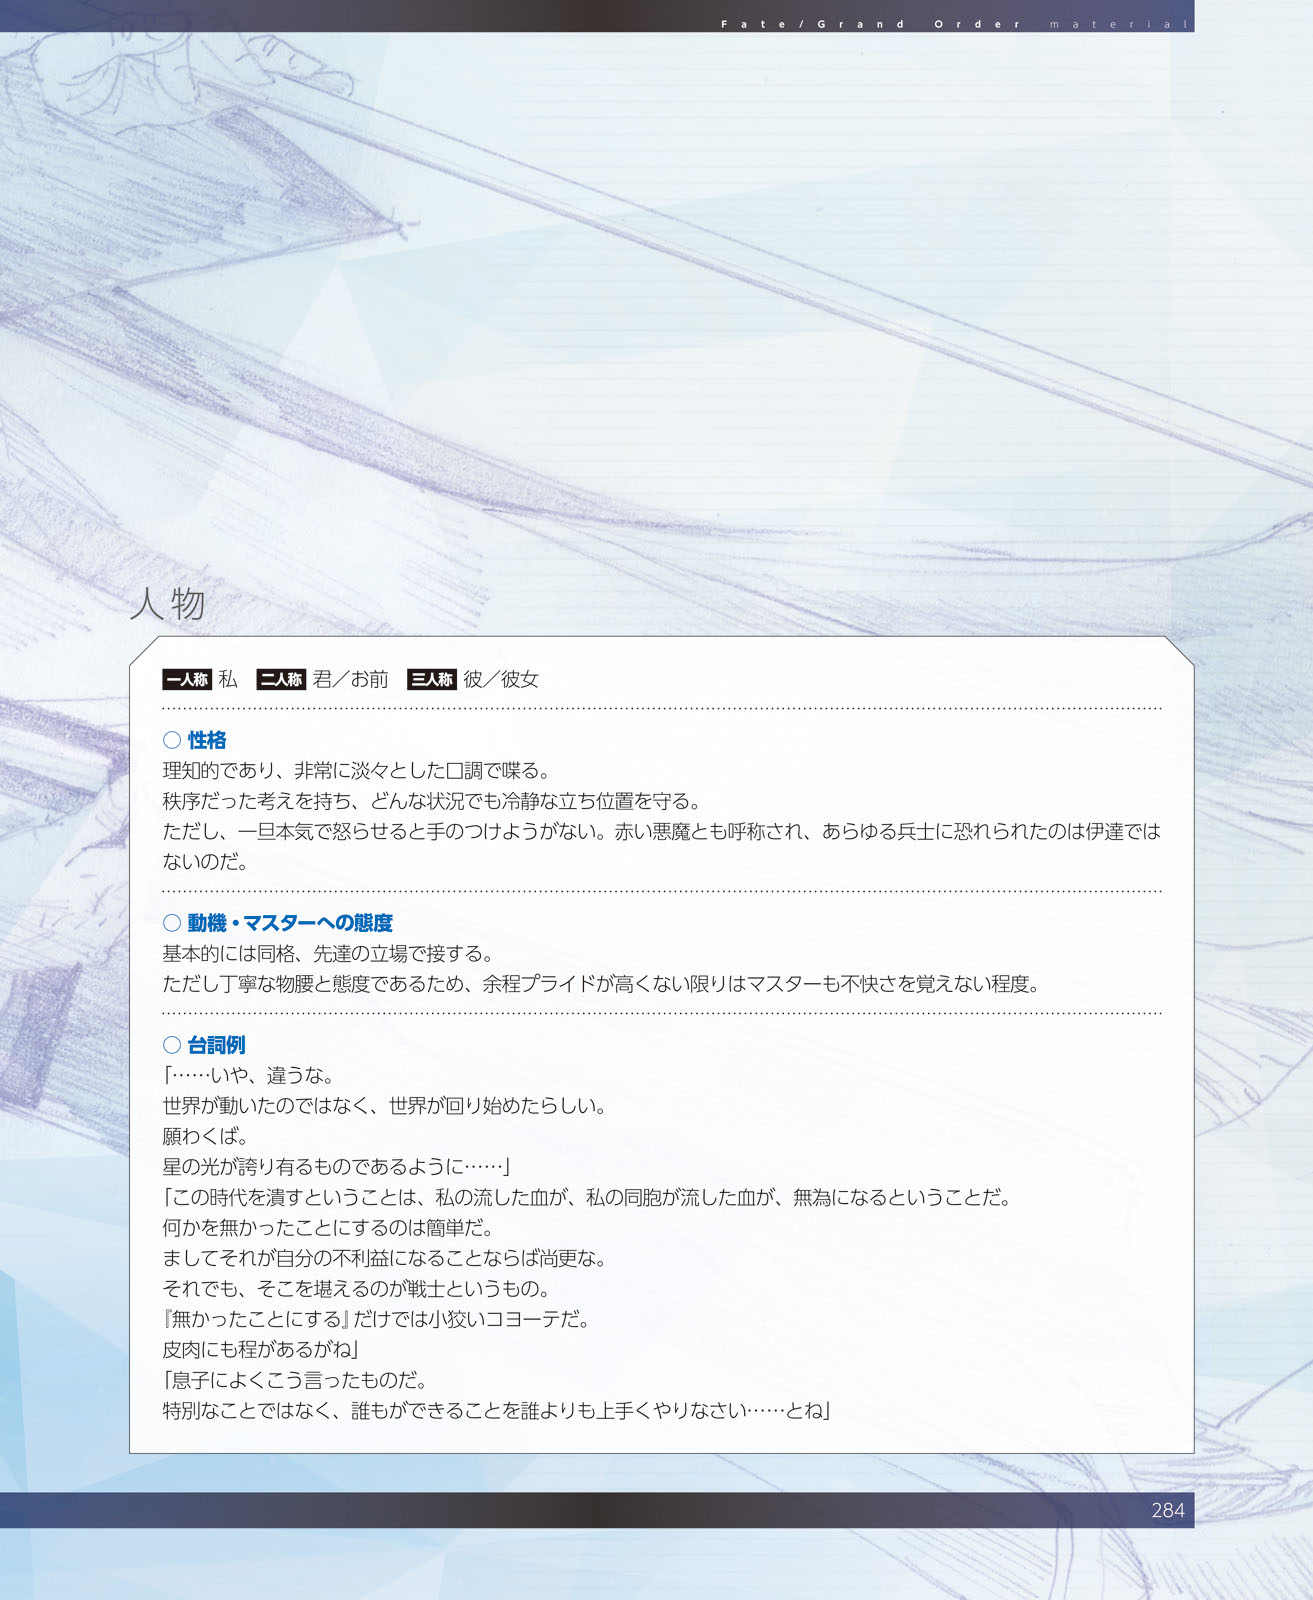 Fate/Grand Order material
人物
一人称 私 二人称 君／お前 三人称 彼／彼女
○ 性格
理知的であり、非常に淡々とした口調で喋る。
秩序だった考えを持ち、どんな状況でも冷静な立ち位置を守る。
ただし、一旦本気で怒らせると手のつけようがない。赤い悪魔とも呼称され、あらゆる兵士に恐れられたのは伊達では
ないのだ。
○ 動機・マスターへの態度
基本的には同格、先達の立場で接する。
ただし丁寧な物腰と態度であるため、余程プライドが高くない限りはマスターも不快さを覚えない程度。
○ 台詞例
「……いや、違うな。
世界が動いたのではなく、世界が回り始めたらしい。
願わくば。
星の光が誇り有るものであるように……」
「この時代を潰すということは、私の流した血が、私の同胞が流した血が、無為になるということだ。
何かを無かったことにするのは簡単だ。
ましてそれが自分の不利益になることならば尚更な。
それでも、そこを堪えるのが戦士というもの。
『無かったことにする』だけでは小狡いコヨーテだ。
皮肉にも程があるがね」
「息子によくこう言ったものだ。
特別なことではなく、誰もができることを誰よりも上手くやりなさい……とね」
284